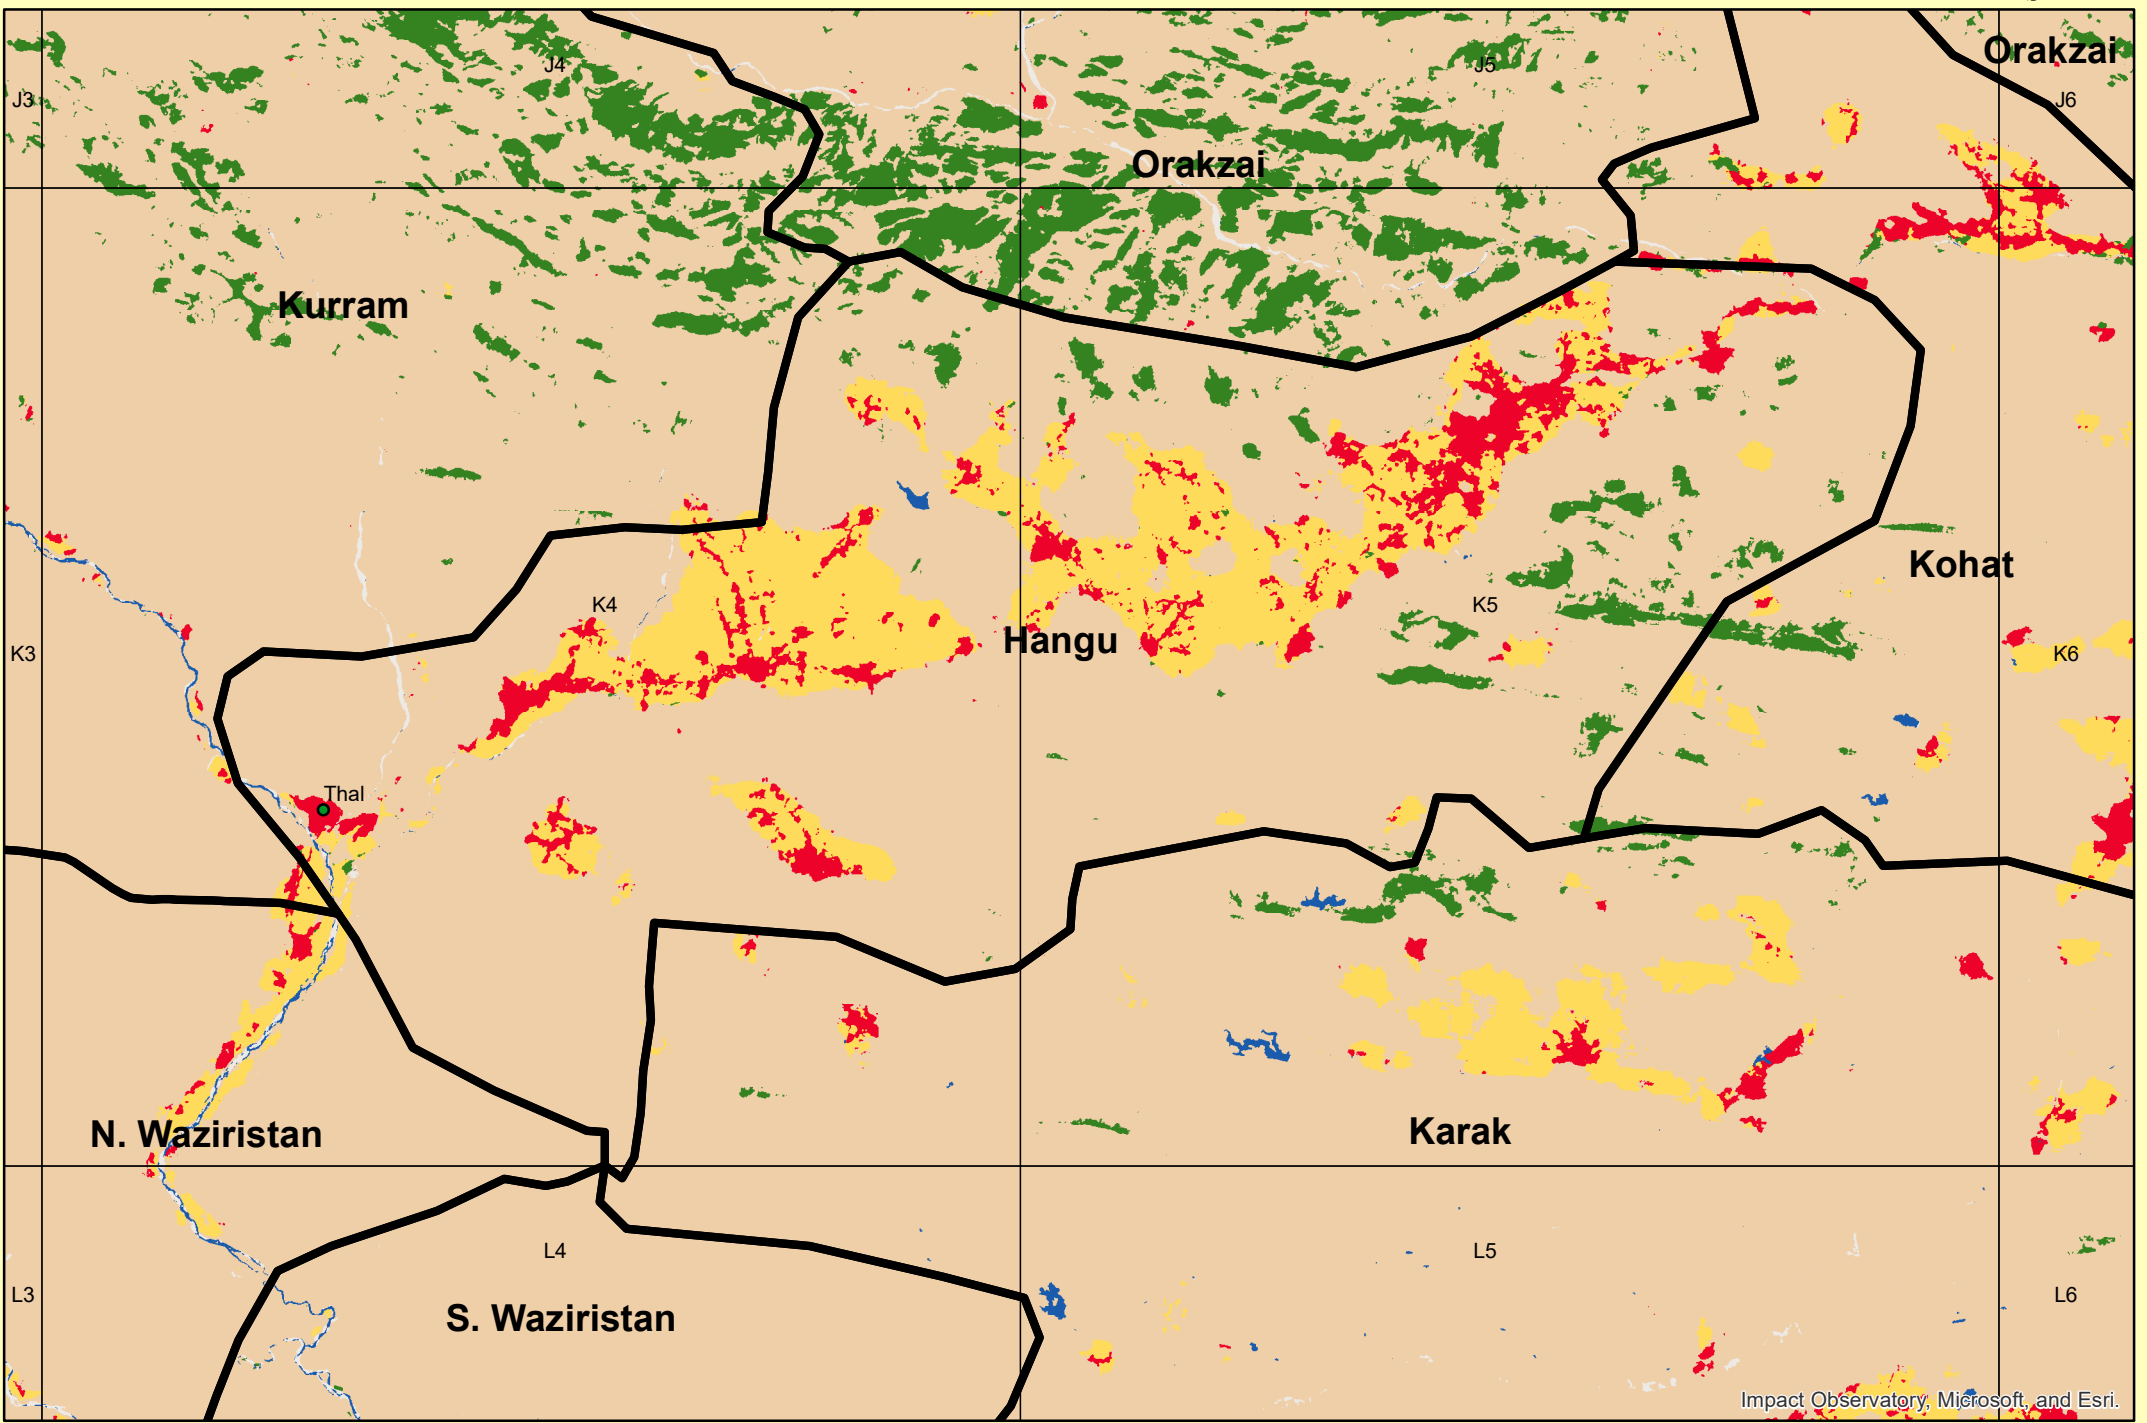 Orakzai
J4
J5
J3
J6
Orakzai
Kurram
Kohat
K4
K5
Hangu
K3
K6
Thal
N. Waziristan
Karak
L4
L5
L3
L6
S. Waziristan
Impact Observatory, Microsoft, and Esri.